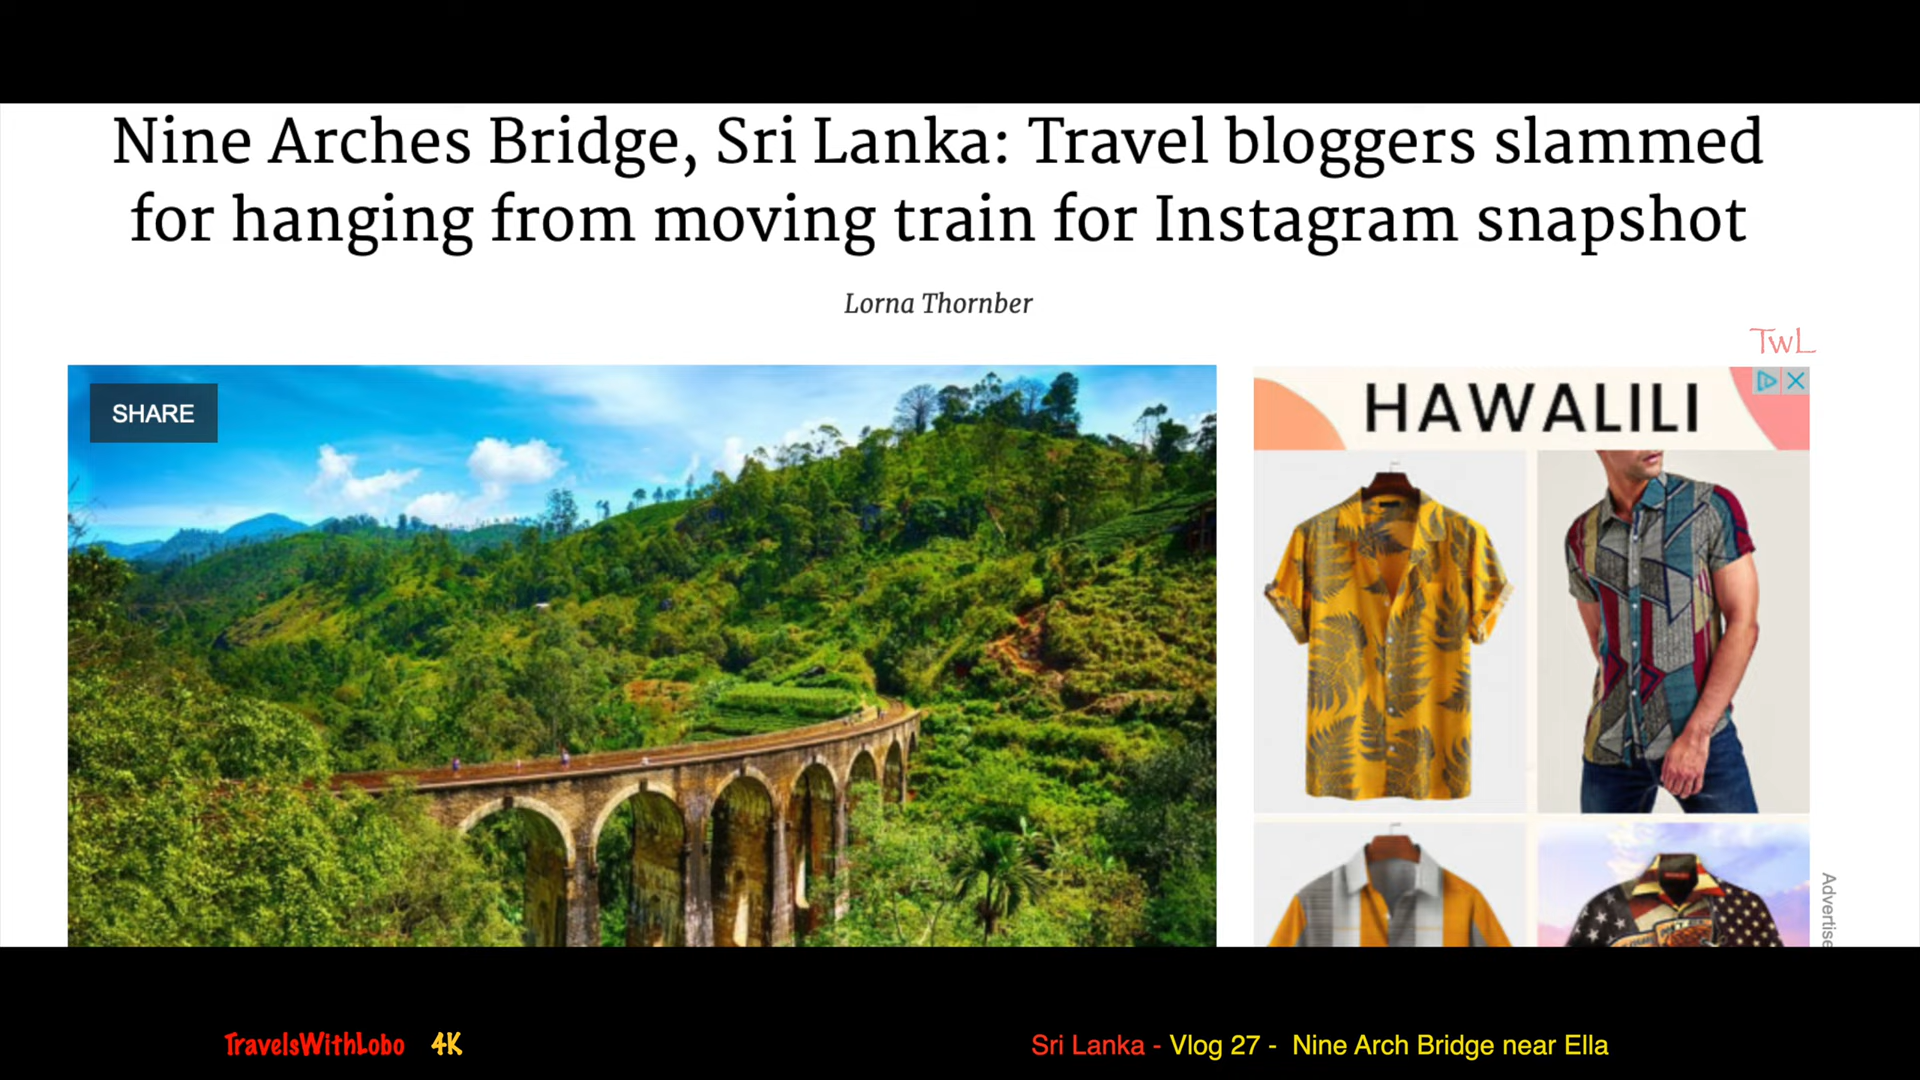 Nine Arches Bridge, Sri Lanka: Travel bloggers slammed
for hanging from moving train for Instagram snapshot
Lorna Thornber
TwL
SHARE
HAWALILI
Advertise
TravelsWithLobo 4K
Sri Lanka - Vlog 27 - Nine Arch Bridge near Ella